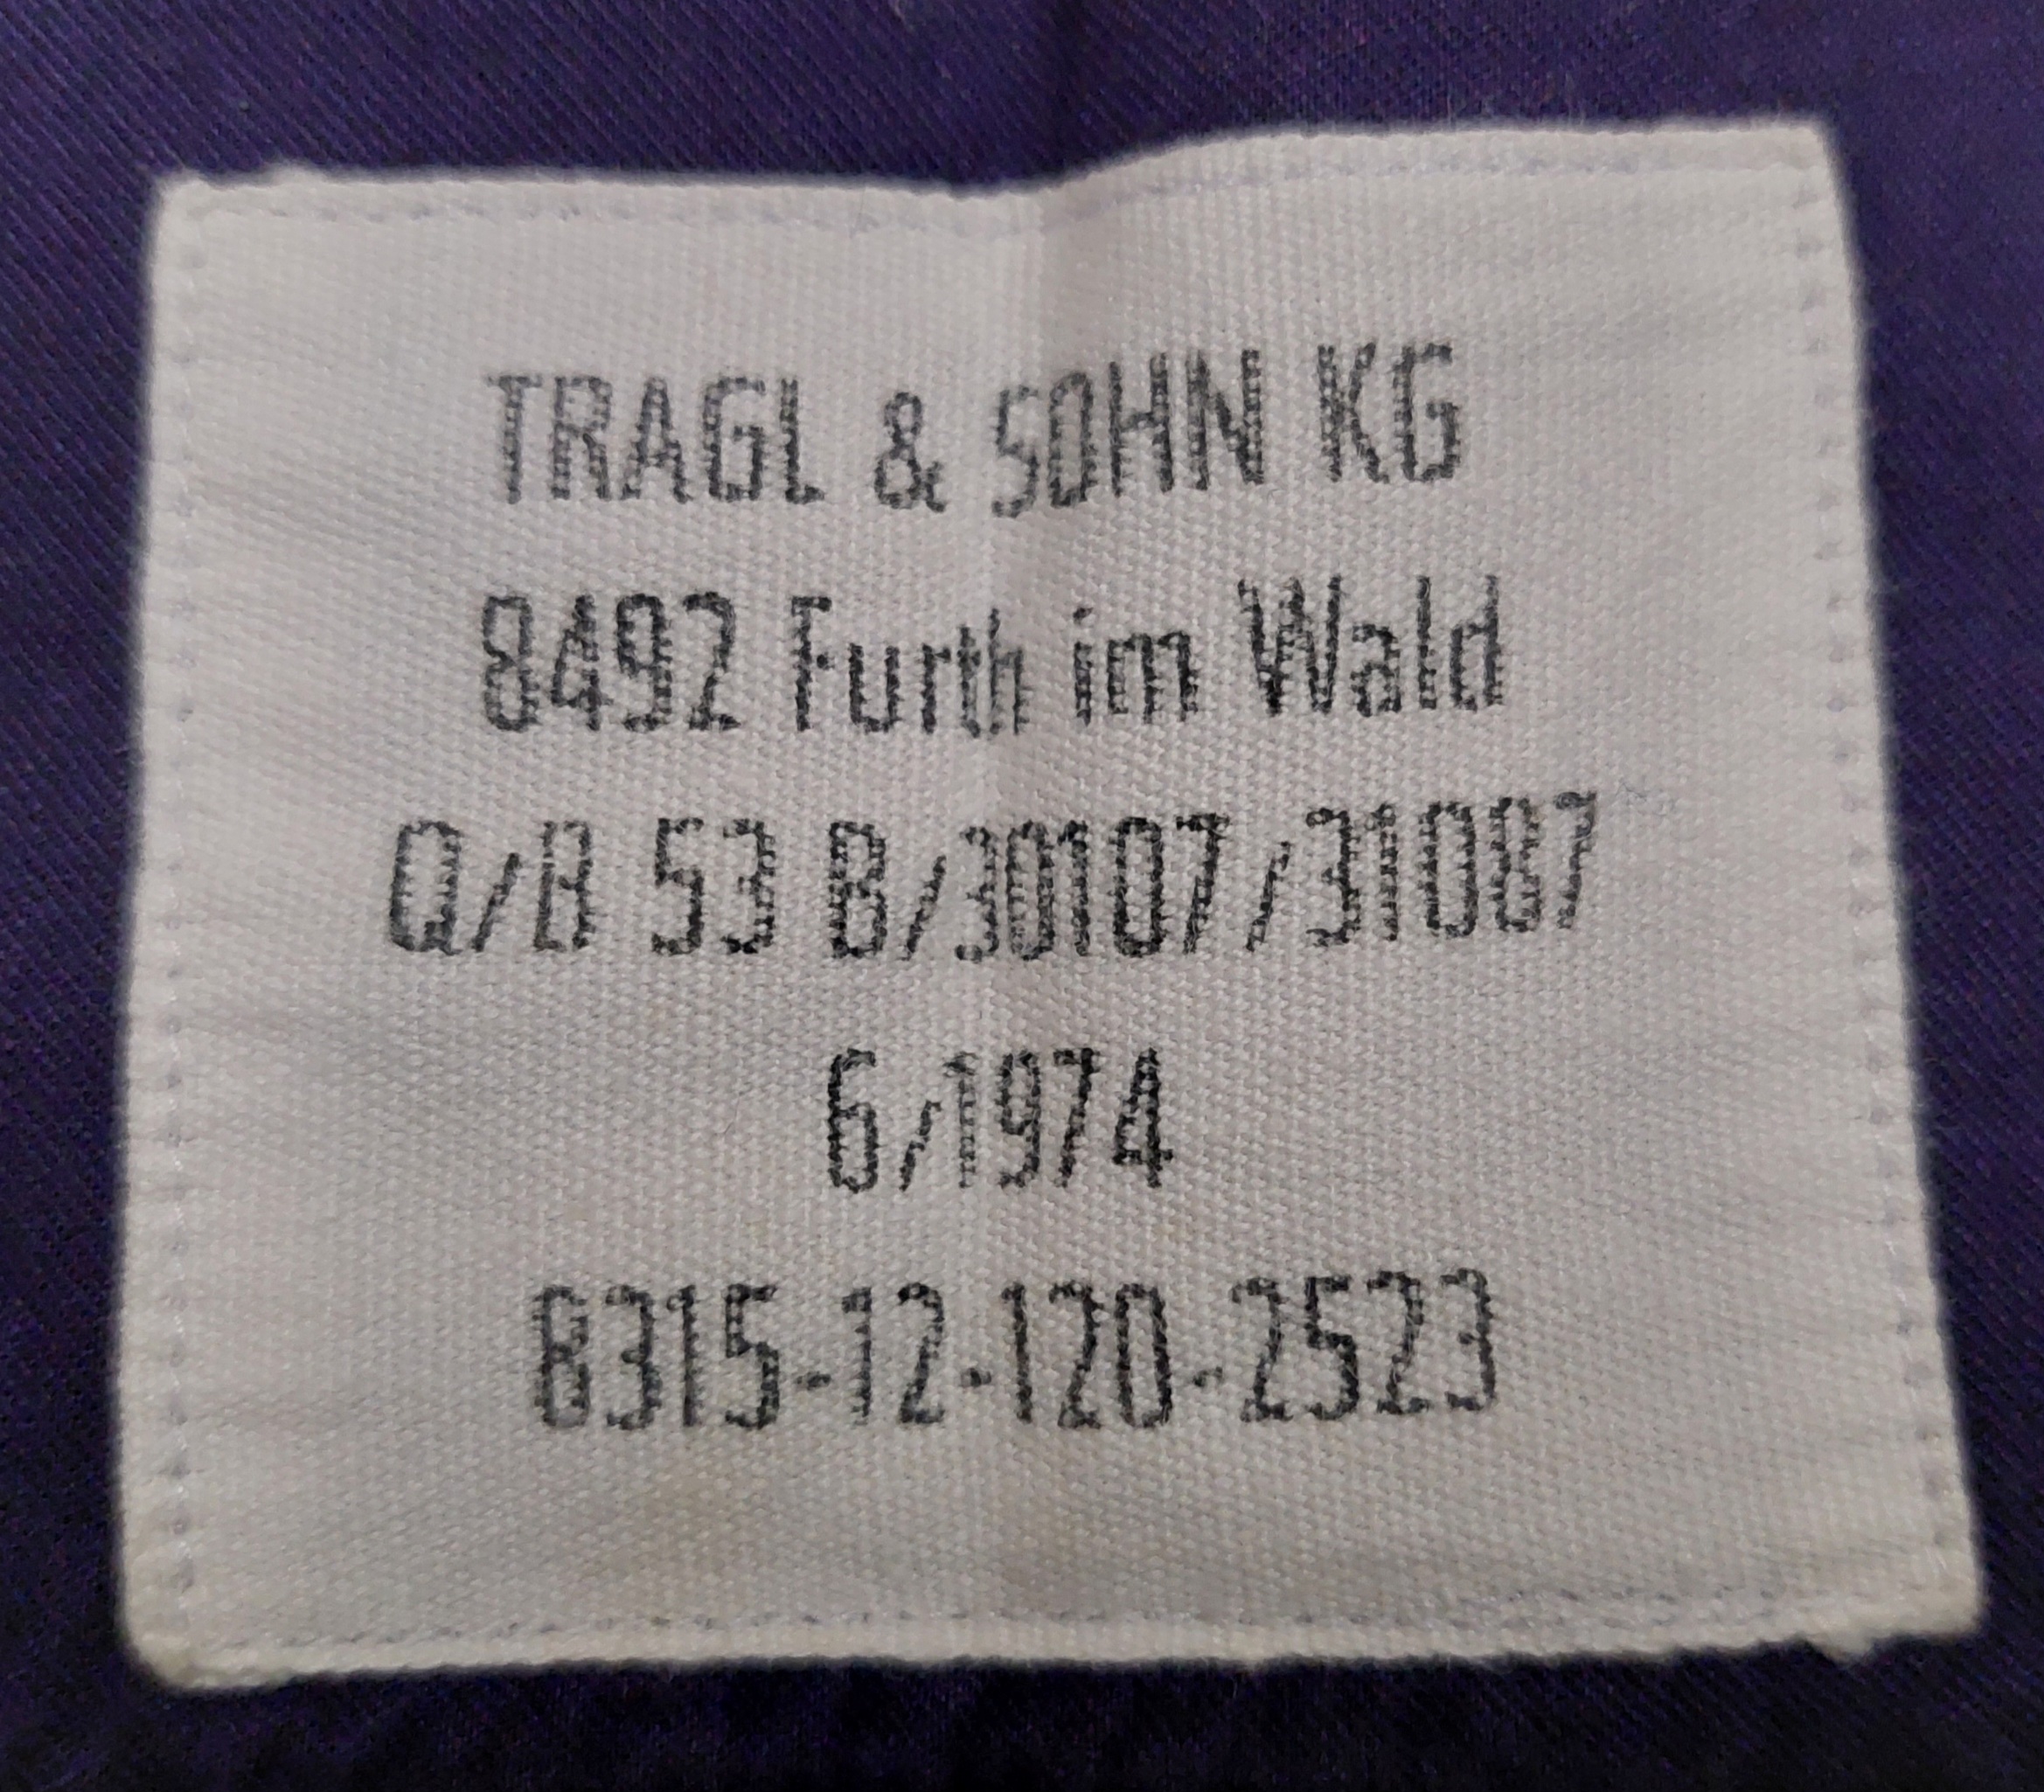 TRAGL & SOHN KG
8492 Furth im Wald
Q/B 53 B/30107/31087
6/1974
8315-12-120-2523